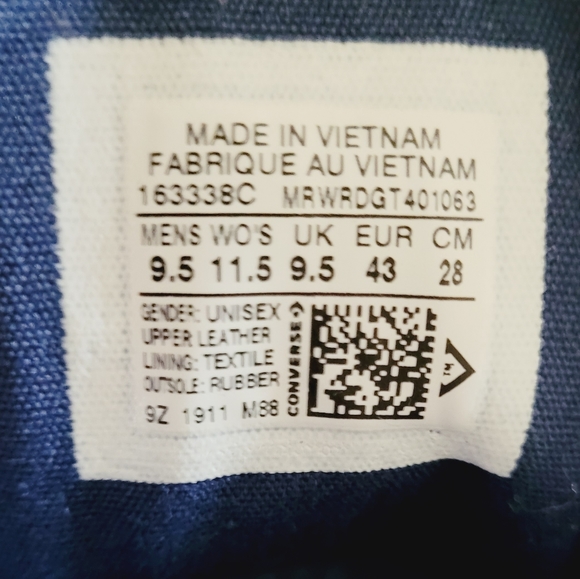 MADE IN VIETNAM
FABRIQUE AU VIETNAM
163338C MRWRDGT401063
MENS WO'S UK EUR CM
9.5 11.5 9.5 43 28
GENDER: UNISEX
UPPER LEATHER
LINING: TEXTILE
OUTSOLE: RUBBER
9Z 1911 M88
CONVERSE
TM